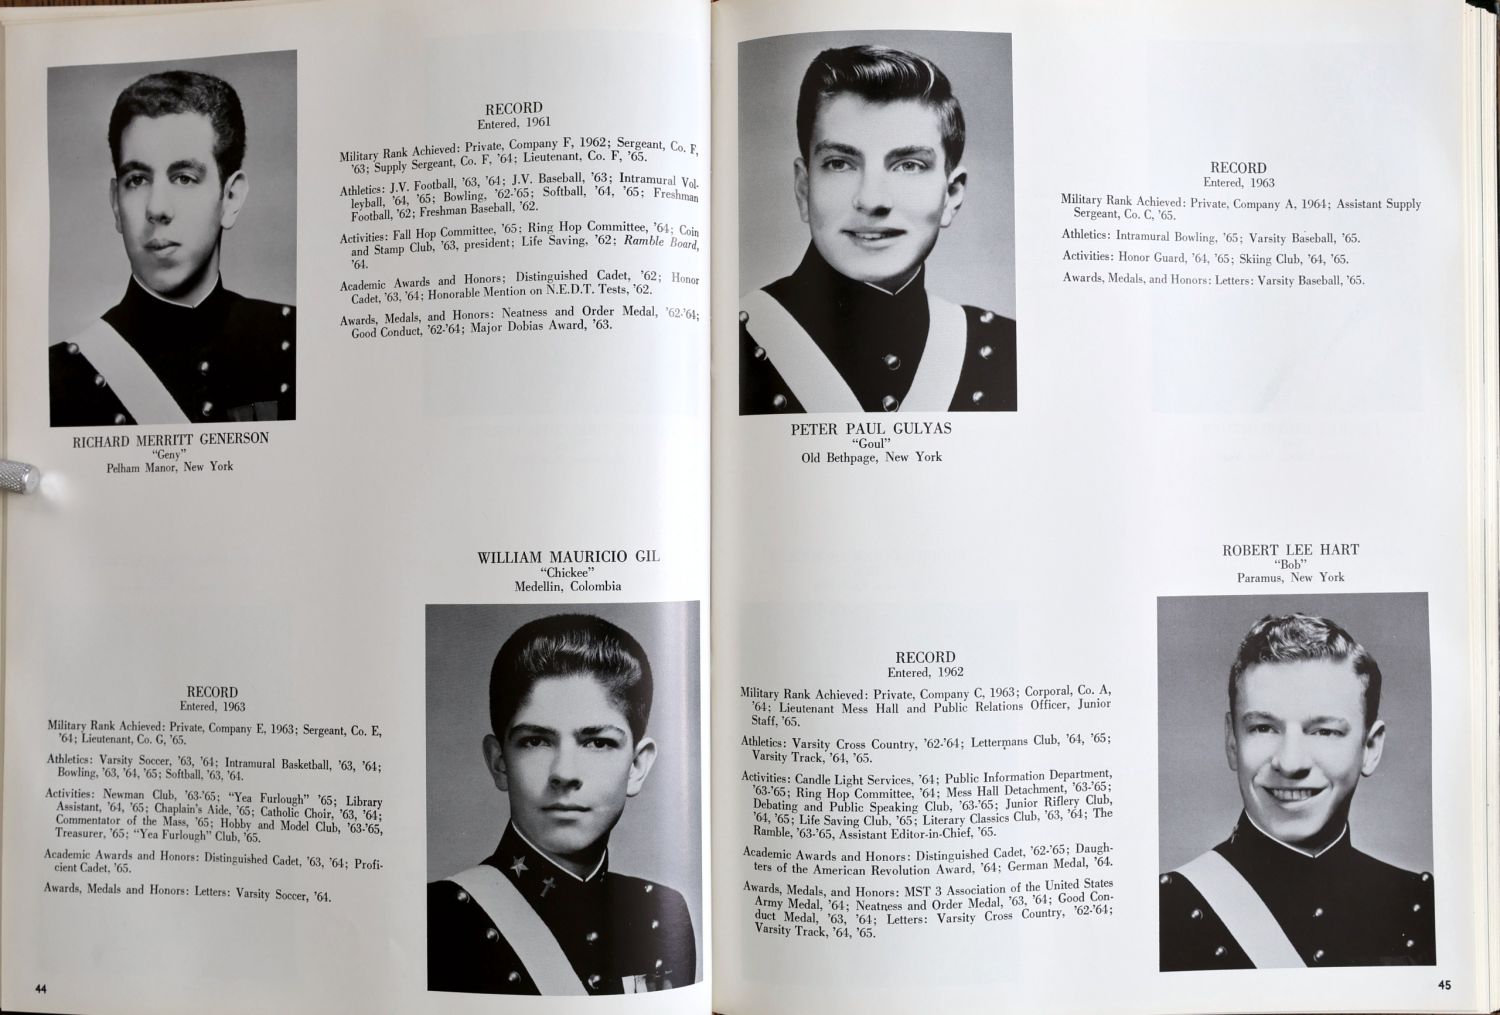 RECORD
Entered, 1961
Military Rank Achieved: Private, Company F, 1962; Sergeant, Co. F,
'63; Supply Sergeant, Co. F, '64; Lieutenant, Co. F, '65.
Athletics: J.V. Football, '63, '64; J.V. Baseball, '63; Intramural Vol-
leyball, '64, '65; Bowling, '62-'65; Softball, '64, '65; Freshman
Football, '62; Freshman Baseball, '62.
Activities: Fall Hop Committee, '65; Ring Hop Committee, '64; Coin
and Stamp Club, '63, president; Life Saving, '62; Ramble Board,
'64.
Academic Awards and Honors; Distinguished Cadet, '62; Honor
Cadet, '63, '64; Honorable Mention on N.E.D.T. Tests, '62.
Awards, Medals, and Honors: Neatness and Order Medal, '62-'64;
Good Conduct, '62-'64; Major Dobias Award, '63.
RICHARD MERRITT GENERSON
"Geny"
Pelham Manor, New York
WILLIAM MAURICIO GIL
"Chickee"
Medellin, Colombia
RECORD
Entered, 1963
Military Rank Achieved: Private, Company E, 1963; Sergeant, Co. E,
'64; Lieutenant, Co. G, '65.
Athletics: Varsity Soccer, '63, '64; Intramural Basketball, '63, '64;
Bowling, '63, '64, '65; Softball, '63, '64.
Activities: Newman Club, '63-'65; "Yea Furlough" '65; Library
Assistant, '64, '65; Chaplain's Aide, '65; Catholic Choir, '63, '64;
Commentator of the Mass, '65; Hobby and Model Club, '63-'65,
Treasurer, '65; "Yea Furlough" Club, '65.
Academic Awards and Honors: Distinguished Cadet, '63, '64; Profi-
cient Cadet, '65.
Awards, Medals and Honors: Letters: Varsity Soccer, '64.
44
PETER PAUL GULYAS
"Goul"
Old Bethpage, New York
RECORD
Entered, 1963
Military Rank Achieved: Private, Company A, 1964; Assistant Supply
Sergeant, Co. C, '65.
Athletics: Intramural Bowling, '65; Varsity Baseball, '65.
Activities: Honor Guard, '64, '65; Skiing Club, '64, '65.
Awards, Medals, and Honors: Letters: Varsity Baseball, '65.
ROBERT LEE HART
"Bob"
Paramus, New York
RECORD
Entered, 1962
Military Rank Achieved: Private, Company C, 1963; Corporal, Co. A,
'64; Lieutenant Mess Hall and Public Relations Officer, Junior
Staff, '65.
Athletics: Varsity Cross Country, '62-'64; Lettermans Club, '64, '65;
Varsity Track, '64, '65.
Activities: Candle Light Services, '64; Public Information Department,
'63-'65; Ring Hop Committee, '64; Mess Hall Detachment, '63-'65;
Debating and Public Speaking Club, '63-'65; Junior Riflery Club,
'64, '65; Life Saving Club, '65; Literary Classics Club, '63, '64; The
Ramble, '63-'65, Assistant Editor-in-Chief, '65.
Academic Awards and Honors: Distinguished Cadet, '62-'65; Daugh-
ters of the American Revolution Award, '64; German Medal, '64.
Awards, Medals, and Honors: MST 3 Association of the United States
Army Medal, '64; Neatness and Order Medal, '63, '64; Good Con-
duct Medal, '63, '64; Letters: Varsity Cross Country, '62-'64;
Varsity Track, '64, '65.
45